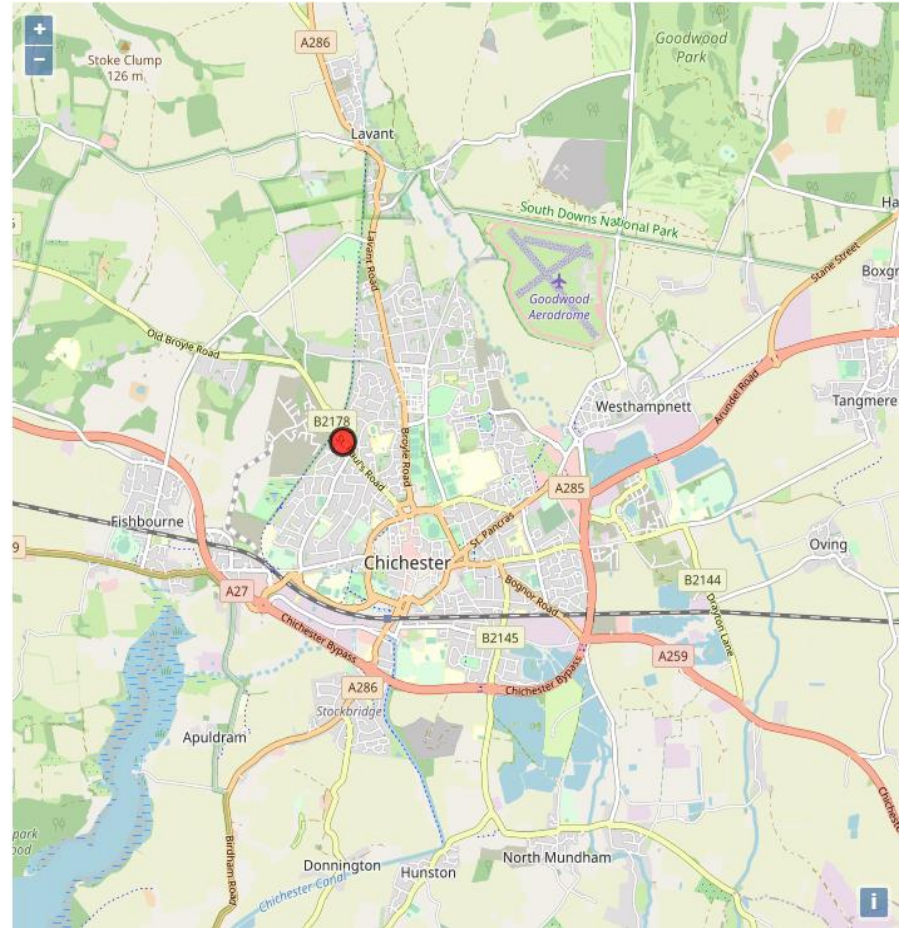 +
−
A286
Goodwood
Park
Stoke Clump
126 m
Lavant
South Downs National Park
Ha
Lavant Road
Stane Street
Boxgr
Goodwood
Aerodrome
Old Broyle Road
Arundel Road
Tangmere
Westhampnett
B2178
Broyle Road
A285
Fishbourne
St. Pancras
Oving
9
Chichester
B2144
Bognor Road
A27
Drayton Lane
Chichester Bypass
B2145
A259
A286
Chichester Bypass
Stockbridge
Apuldram
Birdham Road
Donnington
North Mundham
Hunston
Chichester Canal
park
i